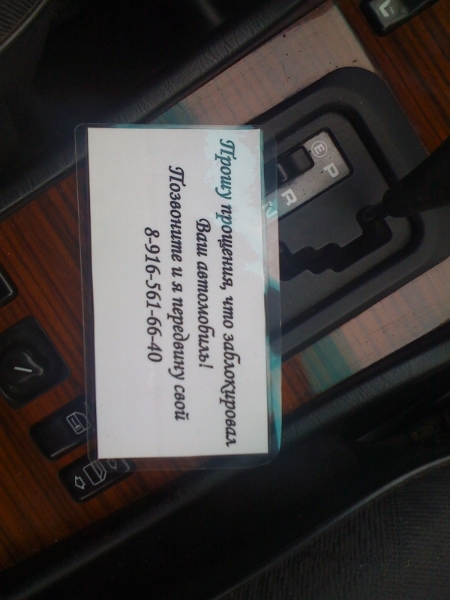 Прошу прощения, что заблокировал
Ваш автомобиль!
Позвоните и я передвину свой
8-916-561-66-40
E P
R
N